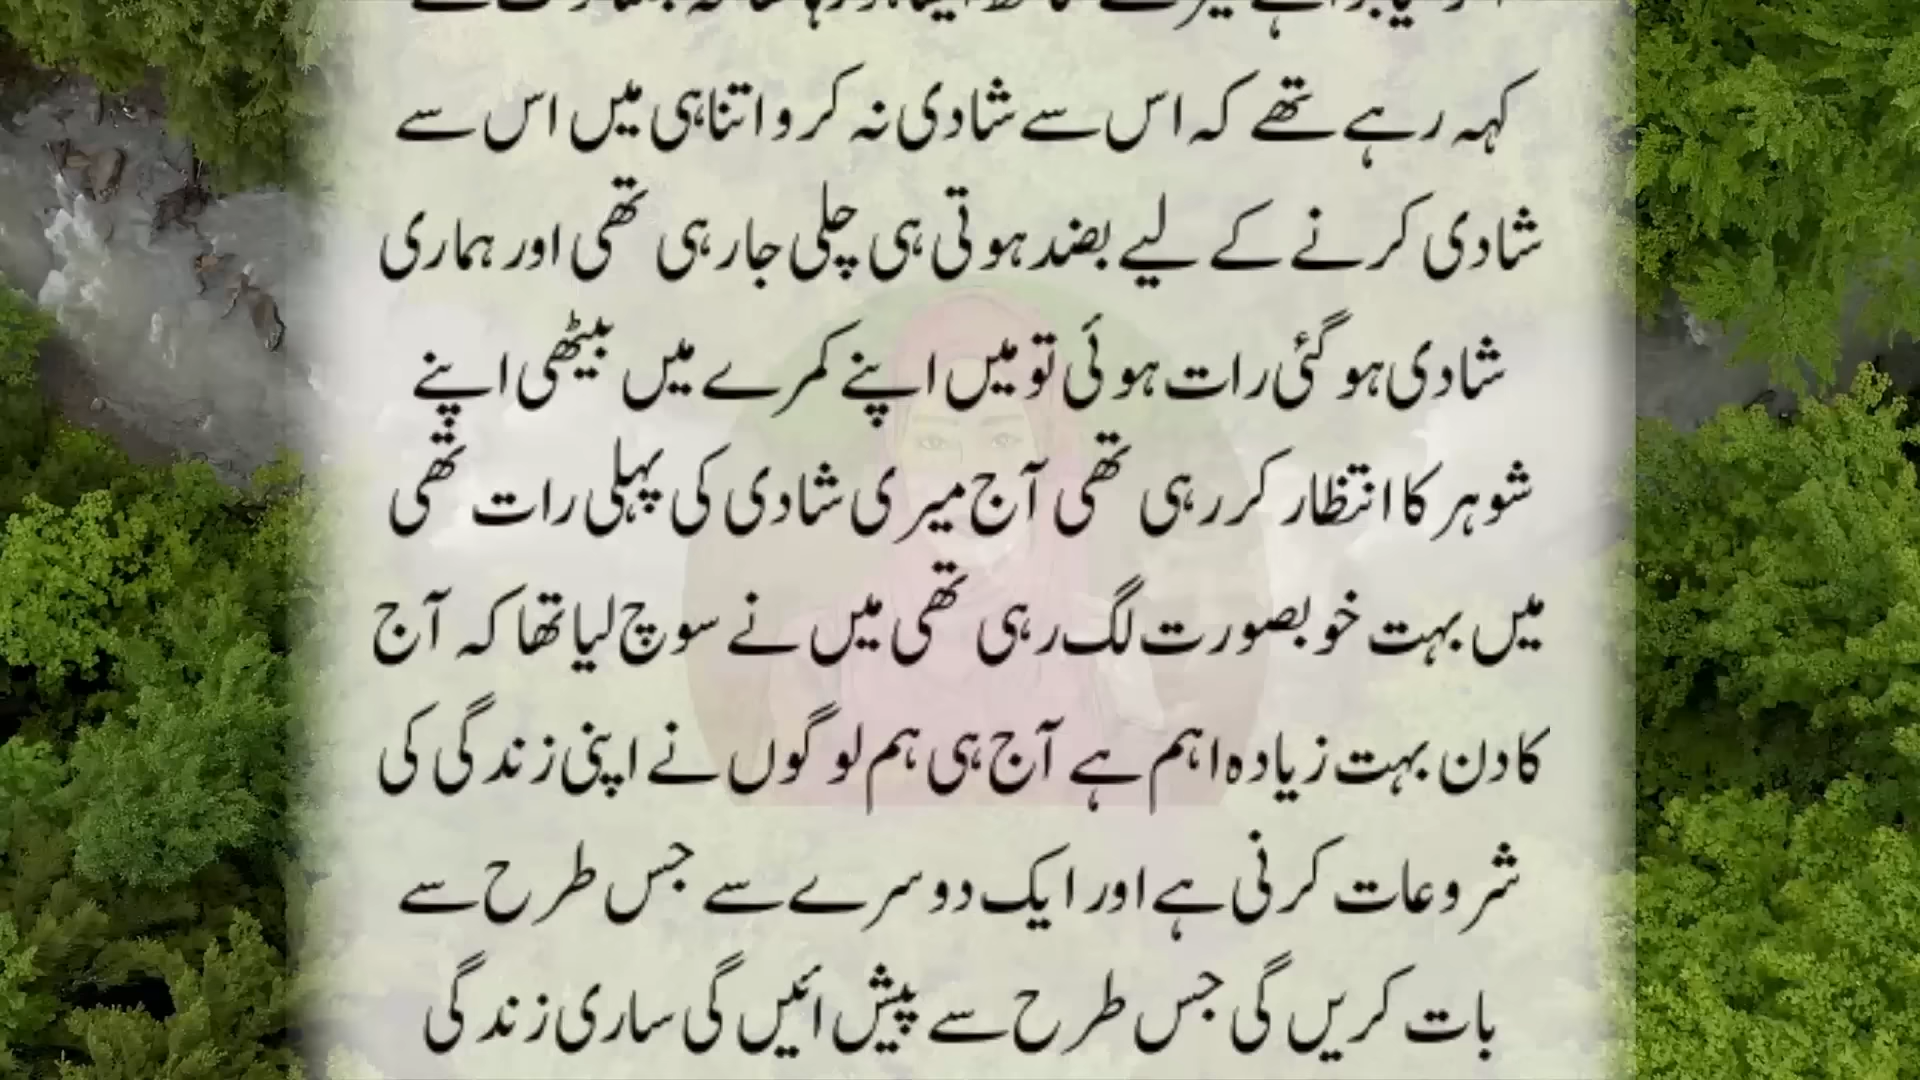 کہہ رہے تھے کہ اس سے شادی نہ کرو اتنا ہی میں اس سے
شادی کرنے کے لیے بضد ہوتی ہی چلی جارہی تھی اور ہماری
شادی ہوگئی رات ہوئی تو میں اپنے کمرے میں بیٹھی اپنے
شوہر کا انتظار کر رہی تھی آج میری شادی کی پہلی رات تھی
میں بہت خوبصورت لگ رہی تھی میں نے سوچ لیا تھا کہ آج
کا دن بہت زیادہ اہم ہے آج ہی ہم لوگوں نے اپنی زندگی کی
شروعات کرنی ہے اور ایک دوسرے سے جس طرح سے
بات کریں گی جس طرح سے پیش ائیں گی ساری زندگی